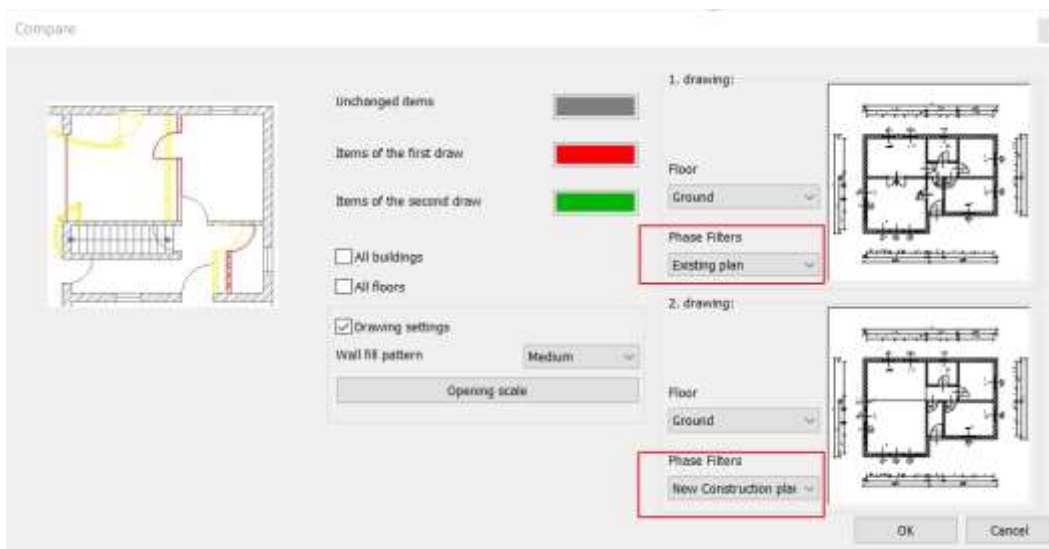 Compare
Unchanged items
Items of the first draw
Items of the second draw
All buildings
All floors
Drawing settings
Wall fill pattern
Medium
Opening scale
1. drawing:
Floor
Ground
Phase Filters
Existing plan
2. drawing:
Floor
Ground
Phase Filters
New Construction plai
OK
Cancel